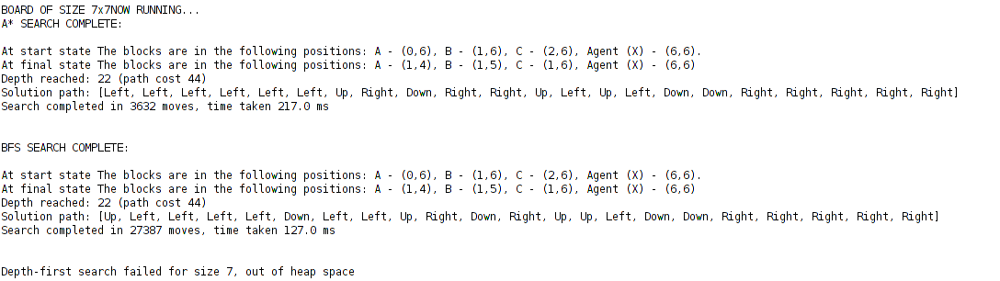 BOARD OF SIZE 7x7NOW RUNNING...
A* SEARCH COMPLETE:
At start state The blocks are in the following positions: A - (0,6), B - (1,6), C - (2,6), Agent (X) - (6,6).
At final state The blocks are in the following positions: A - (1,4), B - (1,5), C - (1,6), Agent (X) - (6,6)
Depth reached: 22 (path cost 44)
Solution path: [Left, Left, Left, Left, Left, Left, Up, Right, Down, Right, Right, Up, Left, Up, Left, Down, Down, Right, Right, Right, Right, Right]
Search completed in 3632 moves, time taken 217.0 ms
BFS SEARCH COMPLETE:
At start state The blocks are in the following positions: A - (0,6), B - (1,6), C - (2,6), Agent (X) - (6,6).
At final state The blocks are in the following positions: A - (1,4), B - (1,5), C - (1,6), Agent (X) - (6,6)
Depth reached: 22 (path cost 44)
Solution path: [Up, Left, Left, Left, Left, Down, Left, Left, Up, Right, Down, Right, Up, Up, Left, Down, Down, Right, Right, Right, Right, Right]
Search completed in 27387 moves, time taken 127.0 ms
Depth-first search failed for size 7, out of heap space